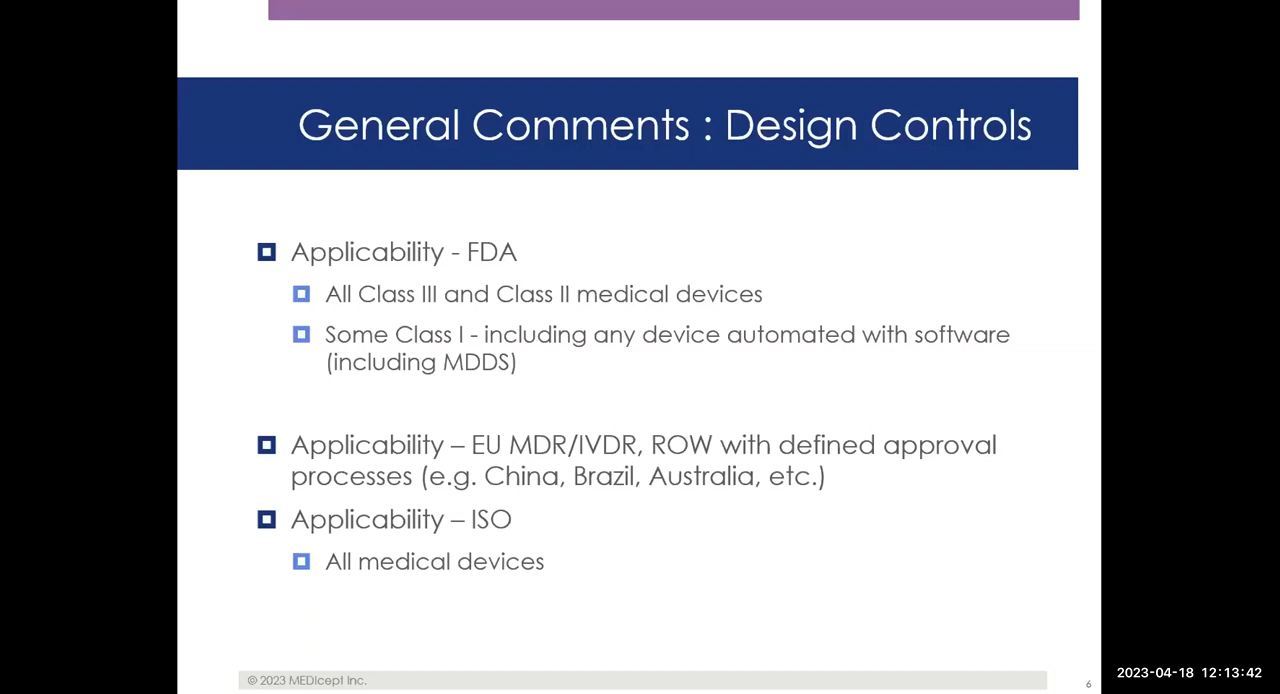 General Comments : Design Controls
Applicability - FDA
All Class III and Class II medical devices
Some Class I - including any device automated with software
(including MDDS)
Applicability – EU MDR/IVDR, ROW with defined approval
processes (e.g. China, Brazil, Australia, etc.)
Applicability – ISO
All medical devices
© 2023 MEDIcept Inc.
6
2023-04-18 12:13:42